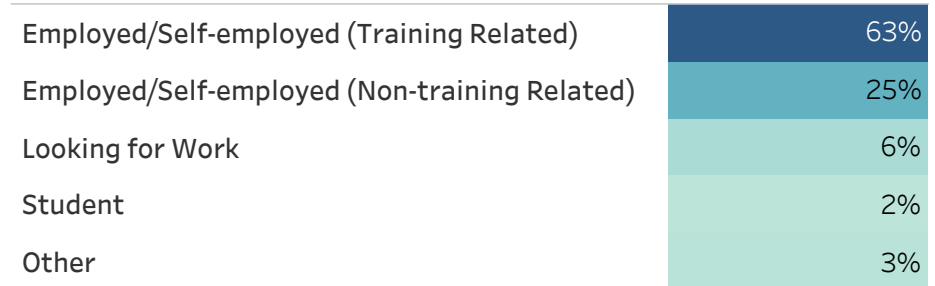 Employed/Self-employed (Training Related) 63%
Employed/Self-employed (Non-training Related) 25%
Looking for Work 6%
Student 2%
Other 3%